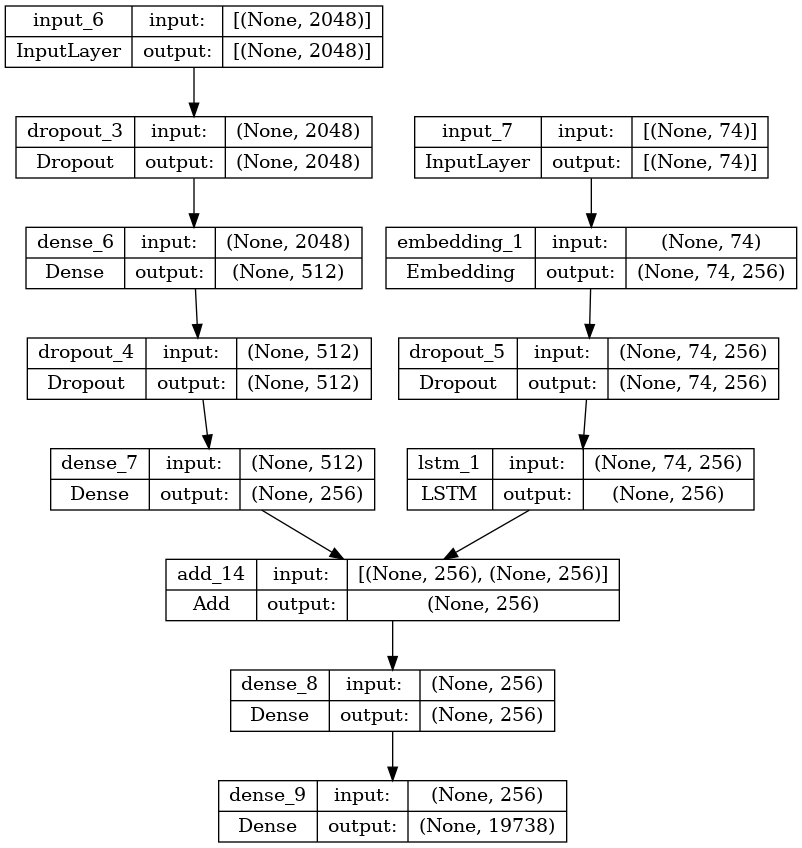 input_6 input: [(None, 2048)]
InputLayer output: [(None, 2048)]
dropout_3 input: (None, 2048)
Dropout output: (None, 2048)
input_7 input: [(None, 74)]
InputLayer output: [(None, 74)]
dense_6 input: (None, 2048)
Dense output: (None, 512)
embedding_1 input: (None, 74)
Embedding output: (None, 74, 256)
dropout_4 input: (None, 512)
Dropout output: (None, 512)
dropout_5 input: (None, 74, 256)
Dropout output: (None, 74, 256)
dense_7 input: (None, 512)
Dense output: (None, 256)
lstm_1 input: (None, 74, 256)
LSTM output: (None, 256)
add_14 input: [(None, 256), (None, 256)]
Add output: (None, 256)
dense_8 input: (None, 256)
Dense output: (None, 256)
dense_9 input: (None, 256)
Dense output: (None, 19738)